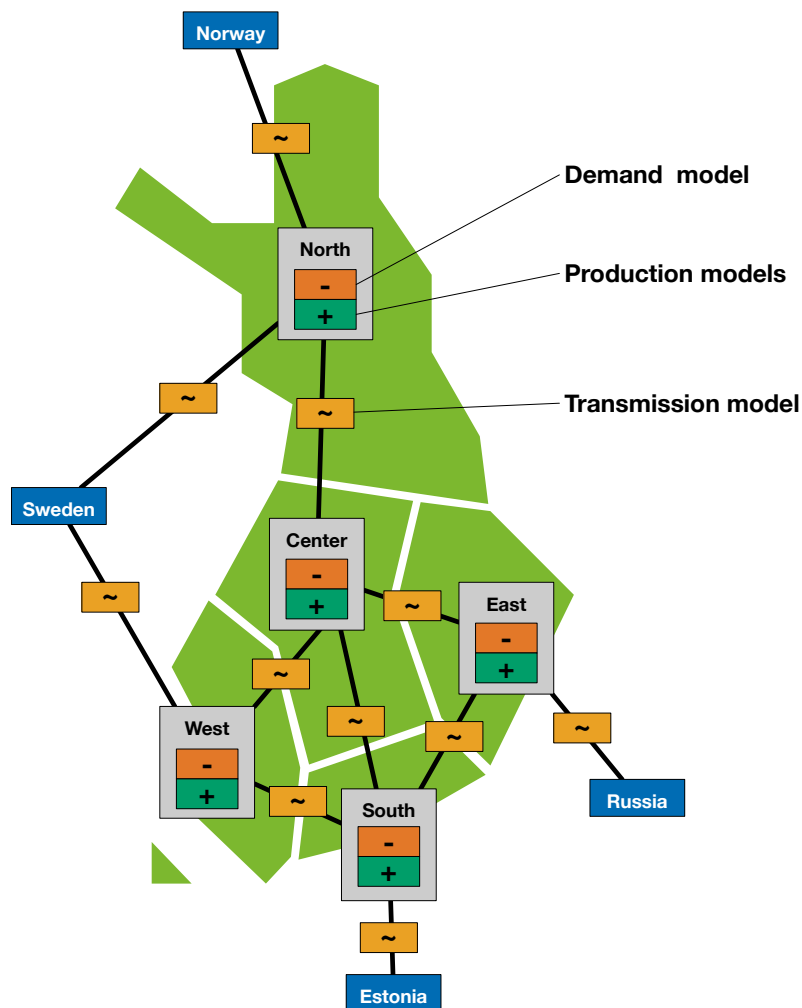 Norway
~
Demand model
North
-
Production models
+
~
~
Transmission model
Sweden
Center
-
~
+
~
East
-
+
~
West
~
~
~
-
+
~
South
Russia
-
+
~
Estonia